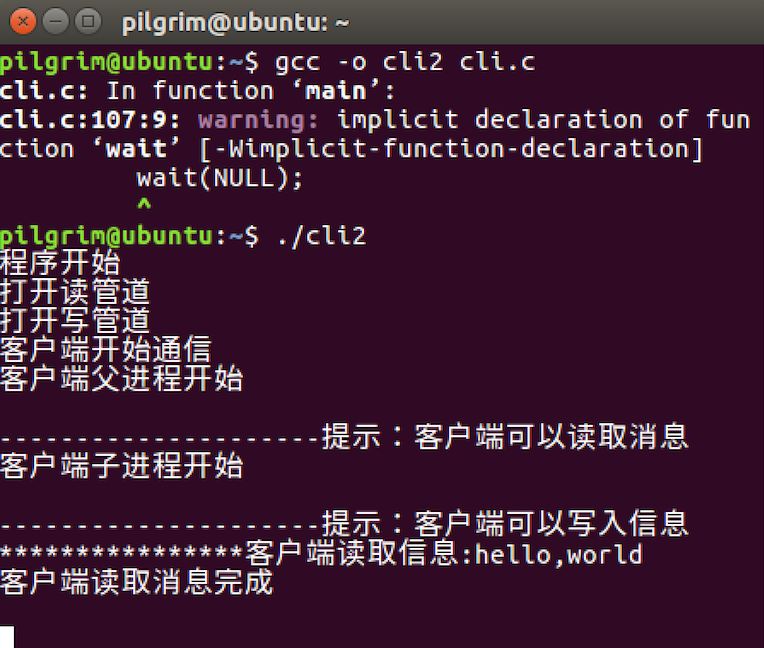 pilgrim@ubuntu: ~
pilgrim@ubuntu:~$ gcc -o cli2 cli.c
cli.c: In function ‘main’:
cli.c:107:9: warning: implicit declaration of fun
ction ‘wait’ [-Wimplicit-function-declaration]
wait(NULL);
^
pilgrim@ubuntu:~$ ./cli2
程序开始
打开读管道
打开写管道
客户端开始通信
客户端父进程开始
---------------------提示：客户端可以读取消息
客户端子进程开始
---------------------提示：客户端可以写入信息
****************客户端读取信息:hello,world
客户端读取消息完成